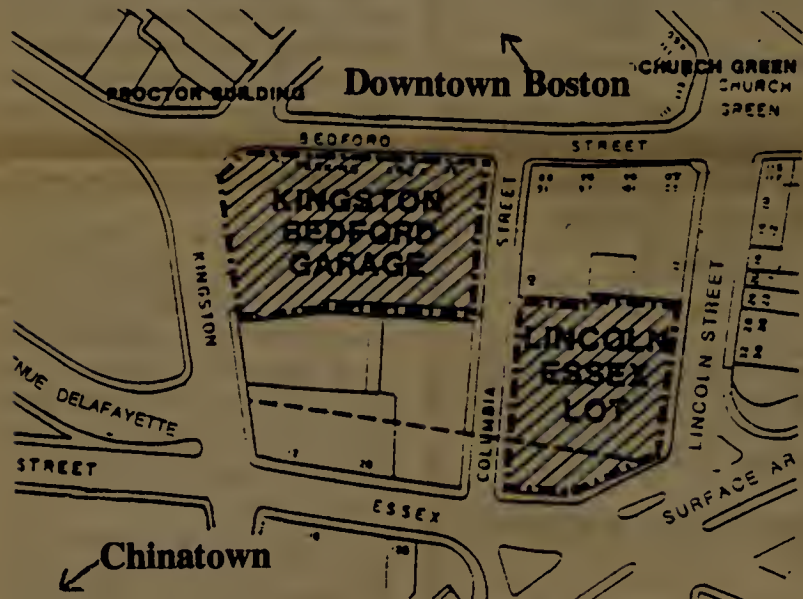 Downtown Boston
CHURCH GREEN
CHURCH
GREEN
PROCTOR BUILDING
BEDFORD
STREET
KINGSTON
BEDFORD
GARAGE
STREET
KINGSTON
LINCOLN
ESSEX
LOT
LINCOLN STREET
COLUMBIA
NUE DELAFAYETTE
STREET
ESSEX
SURFACE AR
Chinatown